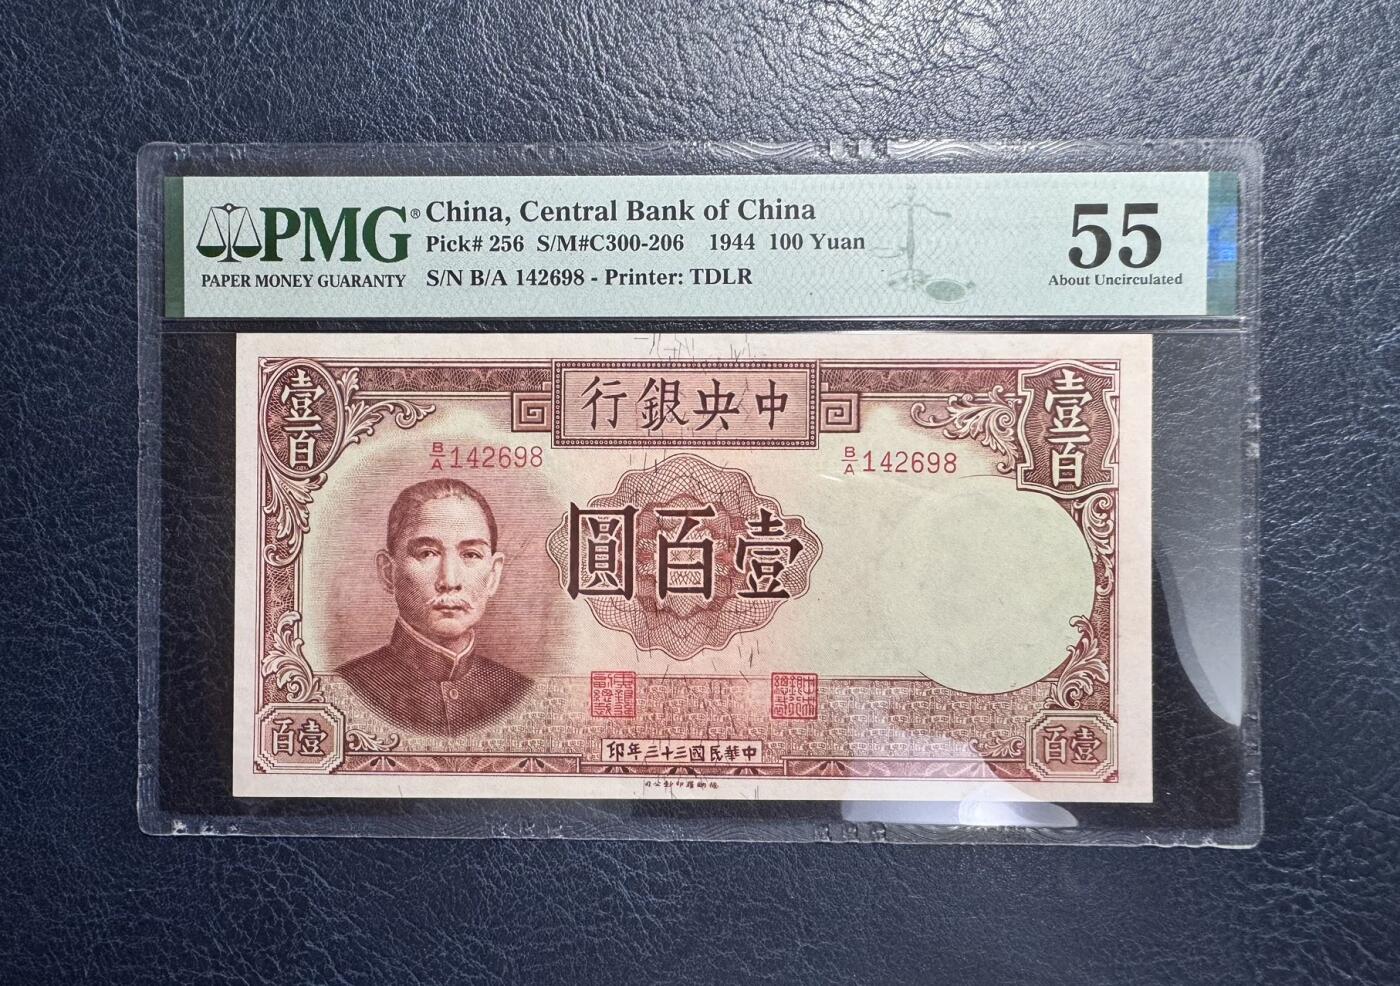 PMG®
PAPER MONEY GUARANTY
China, Central Bank of China
Pick# 256 S/M#C300-206 1944 100 Yuan
S/N B/A 142698 - Printer: TDLR
55
About Uncirculated
中央銀行
壹百
壹百
B/A 142698
B/A 142698
壹百圓
壹百
中華民國三十三年印
壹百